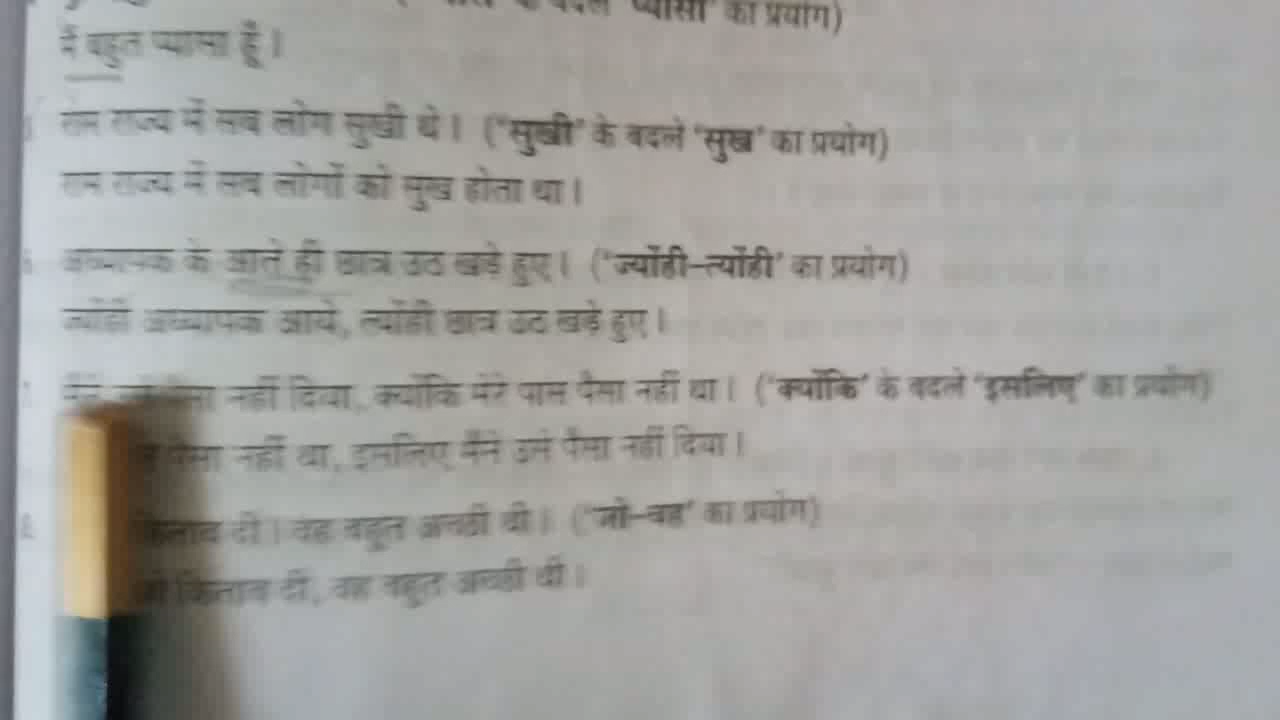 के बदले 'प्यासा' का प्रयोग)
मैं बहुत प्यासा हूँ।
राम राज्य में सब लोग सुखी थे। ('सुखी' के बदले 'सुख' का प्रयोग)
राम राज्य में सब लोगों को सुख होता था।
अध्यापक के आते ही छात्र उठ खड़े हुए। ('ज्योंही-त्योंही' का प्रयोग)
ज्योंही अध्यापक आये, त्योंही छात्र उठ खड़े हुए।
मैंने नहीं दिया, क्योंकि मेरे पास पैसा नहीं था। ('क्योंकि' के बदले 'इसलिए' का प्रयोग)
पैसा नहीं था, इसलिए मैंने उसे पैसा नहीं दिया।
किताब दी। वह बहुत अच्छी थी। ('जो-वह' का प्रयोग)
जो किताब दी, वह बहुत अच्छी थी।